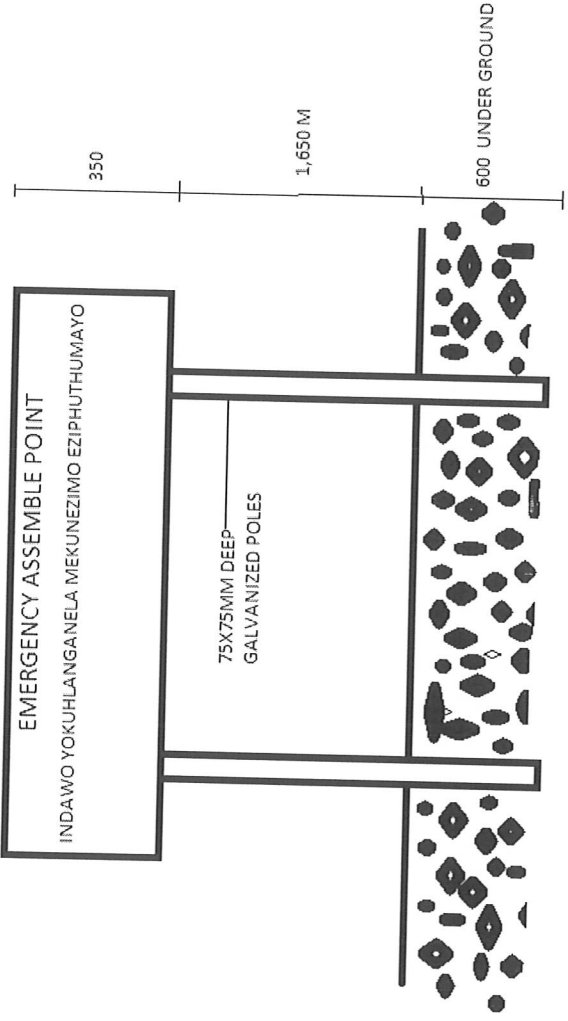 EMERGENCY ASSEMBLE POINT
INDAWO YOKUHLANGANELA MEKUNEZIMO EZIPHUTHUMAYO
75X75MM DEEP
GALVANIZED POLES
350
1,650 M
600 UNDER GROUND